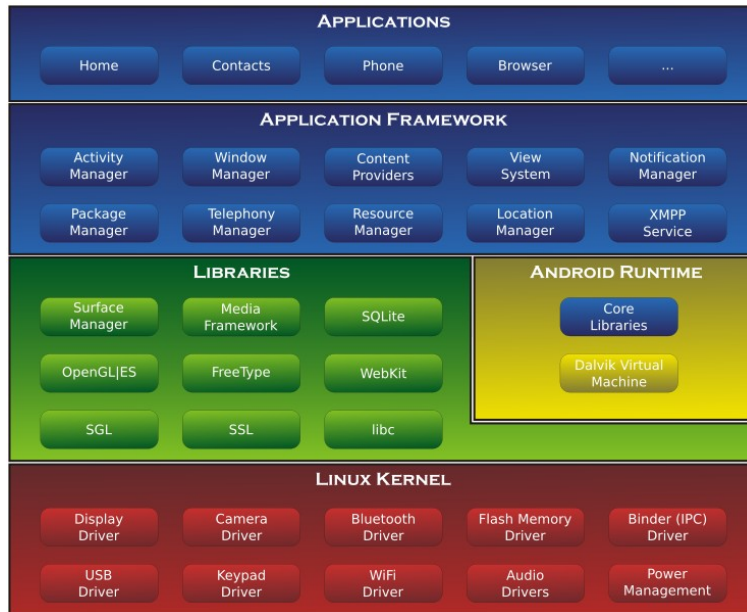 APPLICATIONS
Home
Contacts
Phone
Browser
...
APPLICATION FRAMEWORK
Activity
Manager
Window
Manager
Content
Providers
View
System
Notification
Manager
Package
Manager
Telephony
Manager
Resource
Manager
Location
Manager
XMPP
Service
LIBRARIES
Surface
Manager
Media
Framework
SQLite
OpenGL|ES
FreeType
WebKit
SGL
SSL
libc
ANDROID RUNTIME
Core
Libraries
Dalvik Virtual
Machine
LINUX KERNEL
Display
Driver
Camera
Driver
Bluetooth
Driver
Flash Memory
Driver
Binder (IPC)
Driver
USB
Driver
Keypad
Driver
WiFi
Driver
Audio
Drivers
Power
Management